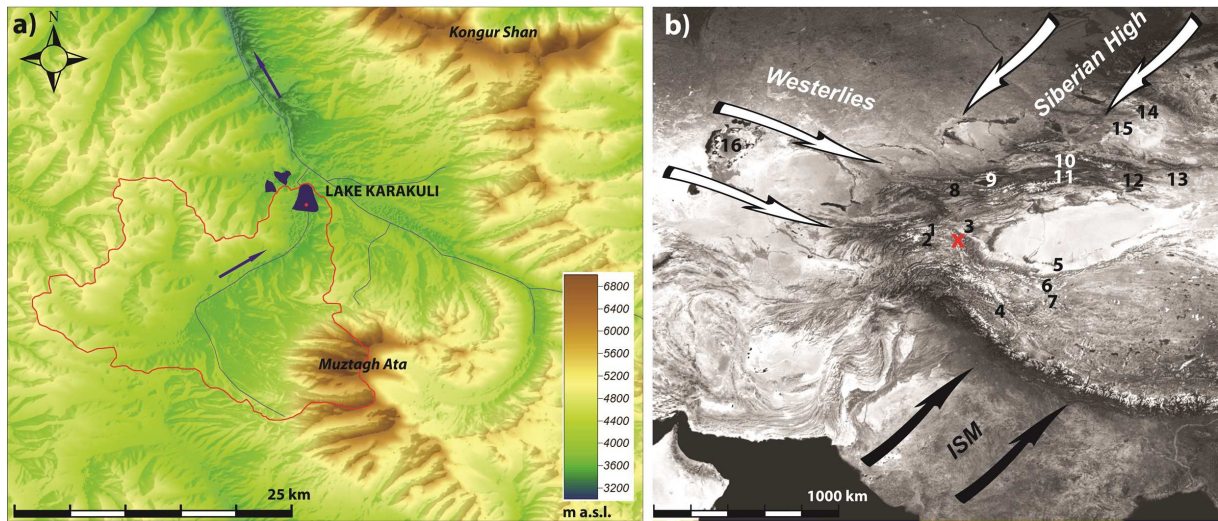 a)
N
Kongur Shan
LAKE KARAKULI
Muztagh Ata
6800
6400
6000
5600
5200
4800
4400
4000
3600
3200
m a.s.l.
25 km
b)
Westerlies
Siberian High
14
15
16
10
11
9
8
12
13
1
2
3
X
5
6
7
4
ISM
1000 km